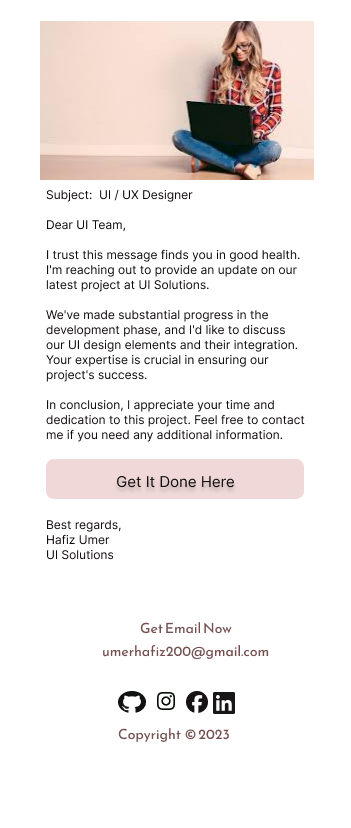 Subject:  UI / UX Designer
Dear UI Team,
I trust this message finds you in good health.
I'm reaching out to provide an update on our
latest project at UI Solutions.
We've made substantial progress in the
development phase, and I'd like to discuss
our UI design elements and their integration.
Your expertise is crucial in ensuring our
project's success.
In conclusion, I appreciate your time and
dedication to this project. Feel free to contact
me if you need any additional information.
Get It Done Here
Best regards,
Hafiz Umer
UI Solutions
Get Email Now
umerhafiz200@gmail.com
in
Copyright © 2023